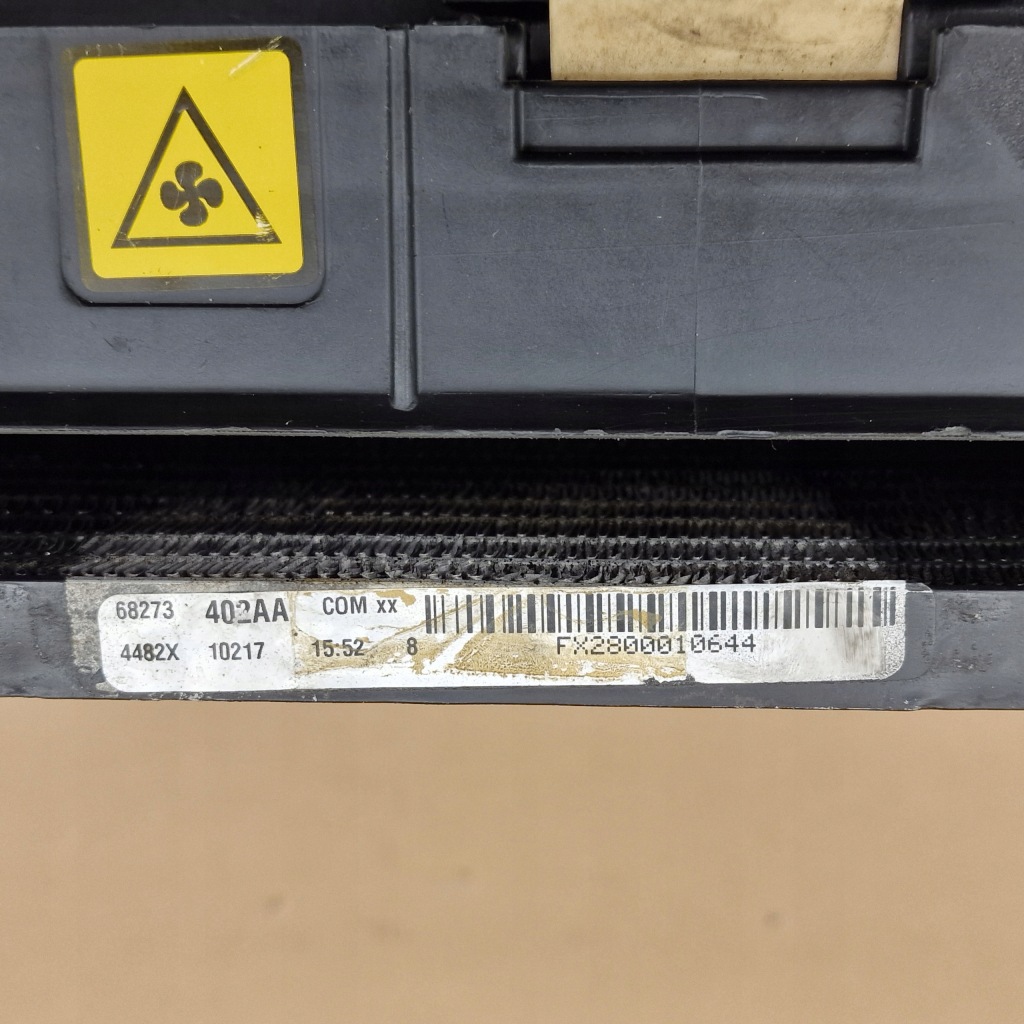 68273 402AA COM xx
4482X 10217 15:52 8 FX2800010644